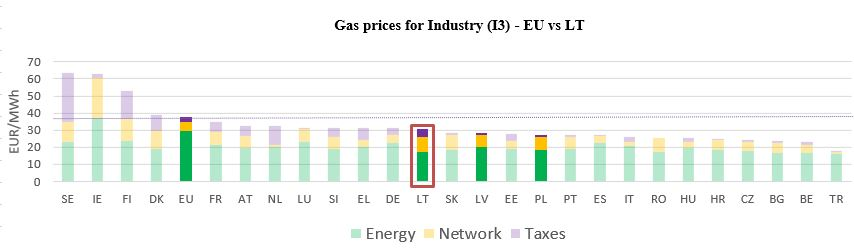 Gas prices for Industry (I3) - EU vs LT
EUR/MWh
70
60
50
40
30
20
10
0
SE IE FI DK EU FR AT NL LU SI EL DE LT SK LV EE PL PT ES IT RO HU HR CZ BG BE TR
Energy Network Taxes